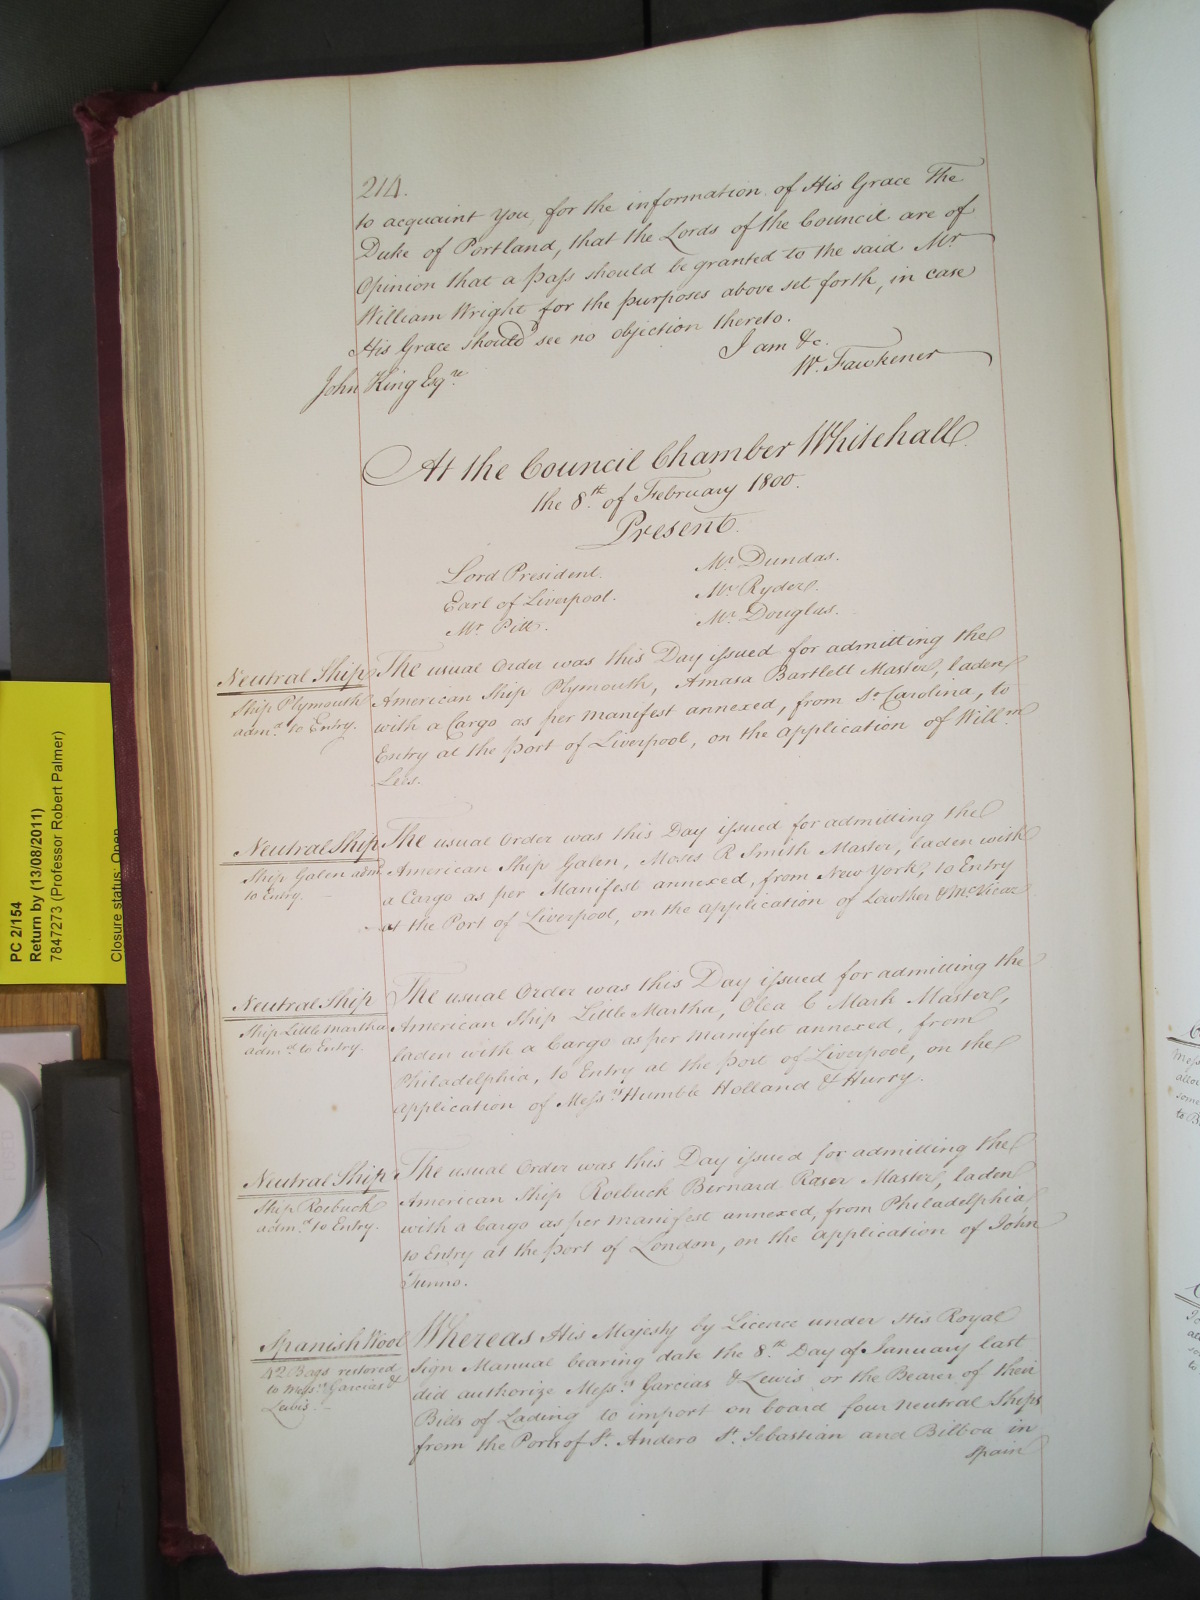 214.
to acquaint You, for the information of His Grace The
Duke of Portland, that the Lords of the Council are of
Opinion that a pass should be granted to the said Mr
William Wright for the purposes above set forth, in case
His Grace should see no objection thereto.
I am &c.
W. Fawkener
John King Esqre
At the Council Chamber Whitehall
the 8th of February 1800.
Present.
Lord President.
Mr Dundas.
Earl of Liverpool.
Mr Ryder.
Mr Pitt.
Mr Douglas.
Neutral Ship
Ship Plymouth
admd to Entry.
The usual Order was this Day issued for admitting the
American Ship Plymouth, Amasa Bartlett Master, laden
with a Cargo as per Manifest annexed, from So Carolina, to
Entry at the port of Liverpool, on the application of Willm
Lees.
Neutral Ship
Ship Galen admd
to Entry.
The usual Order was this Day issued for admitting the
American Ship Galen, Moses R Smith Master, laden with
a Cargo as per Manifest annexed, from New York, to Entry
at the Port of Liverpool, on the application of Lowther & McVicar
Neutral Ship
Ship Little Martha
admd to Entry.
The usual Order was this Day issued for admitting the
American Ship Little Martha, C Mark Master,
laden with a Cargo as per Manifest annexed, from
Philadelphia, to Entry at the port of Liverpool, on the
application of Messrs Humble Holland & Hurry.
Neutral Ship
Ship Roebuck
admd to Entry.
The usual Order was this Day issued for admitting the
American Ship Roebuck Bernard Raser Master, laden
with a Cargo as per Manifest annexed, from Philadelphia,
to Entry at the port of London, on the application of John
Tunno.
Spanish Wool
42 Bags restored
to Messrs Garcias &
Lewis.
Whereas His Majesty by Licence under His Royal
Sign Manual bearing date the 8th Day of January last
did authorize Messrs Garcias & Lewis or the Bearer of their
Bills of Lading to import on board four neutral Ships
from the Ports of St. Andero St. Sebastian and Bilboa in
Spain
PC 2/154
Return by (13/08/2011)
7847273 (Professor Robert Palmer)
Closure status: Open